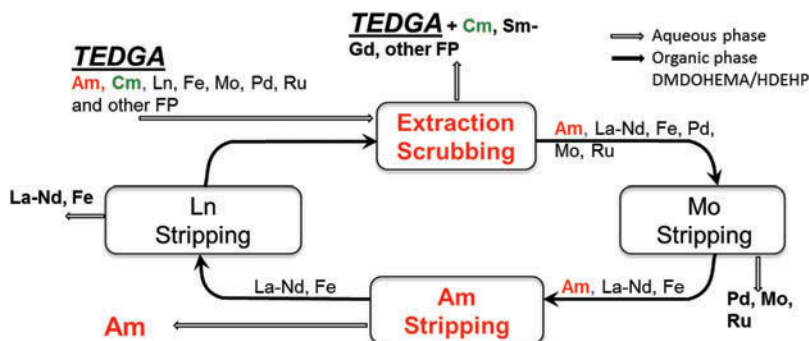 TEDGA
Am, Cm, Ln, Fe, Mo, Pd, Ru
and other FP
TEDGA + Cm, Sm-
Gd, other FP
Aqueous phase
Organic phase
DMDOHEMA/HDEHP
Extraction
Scrubbing
Am, La-Nd, Fe, Pd,
Mo, Ru
La-Nd, Fe
Ln
Stripping
Mo
Stripping
La-Nd, Fe
Am
Stripping
Am, La-Nd, Fe
Pd, Mo,
Ru
Am